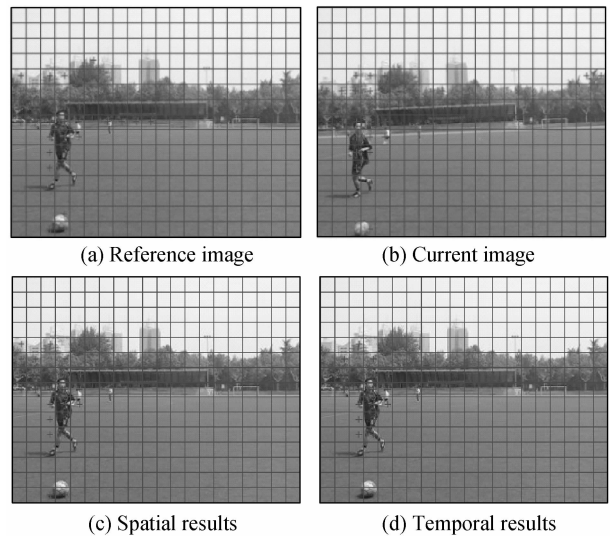 (a) Reference image
(b) Current image
(c) Spatial results
(d) Temporal results